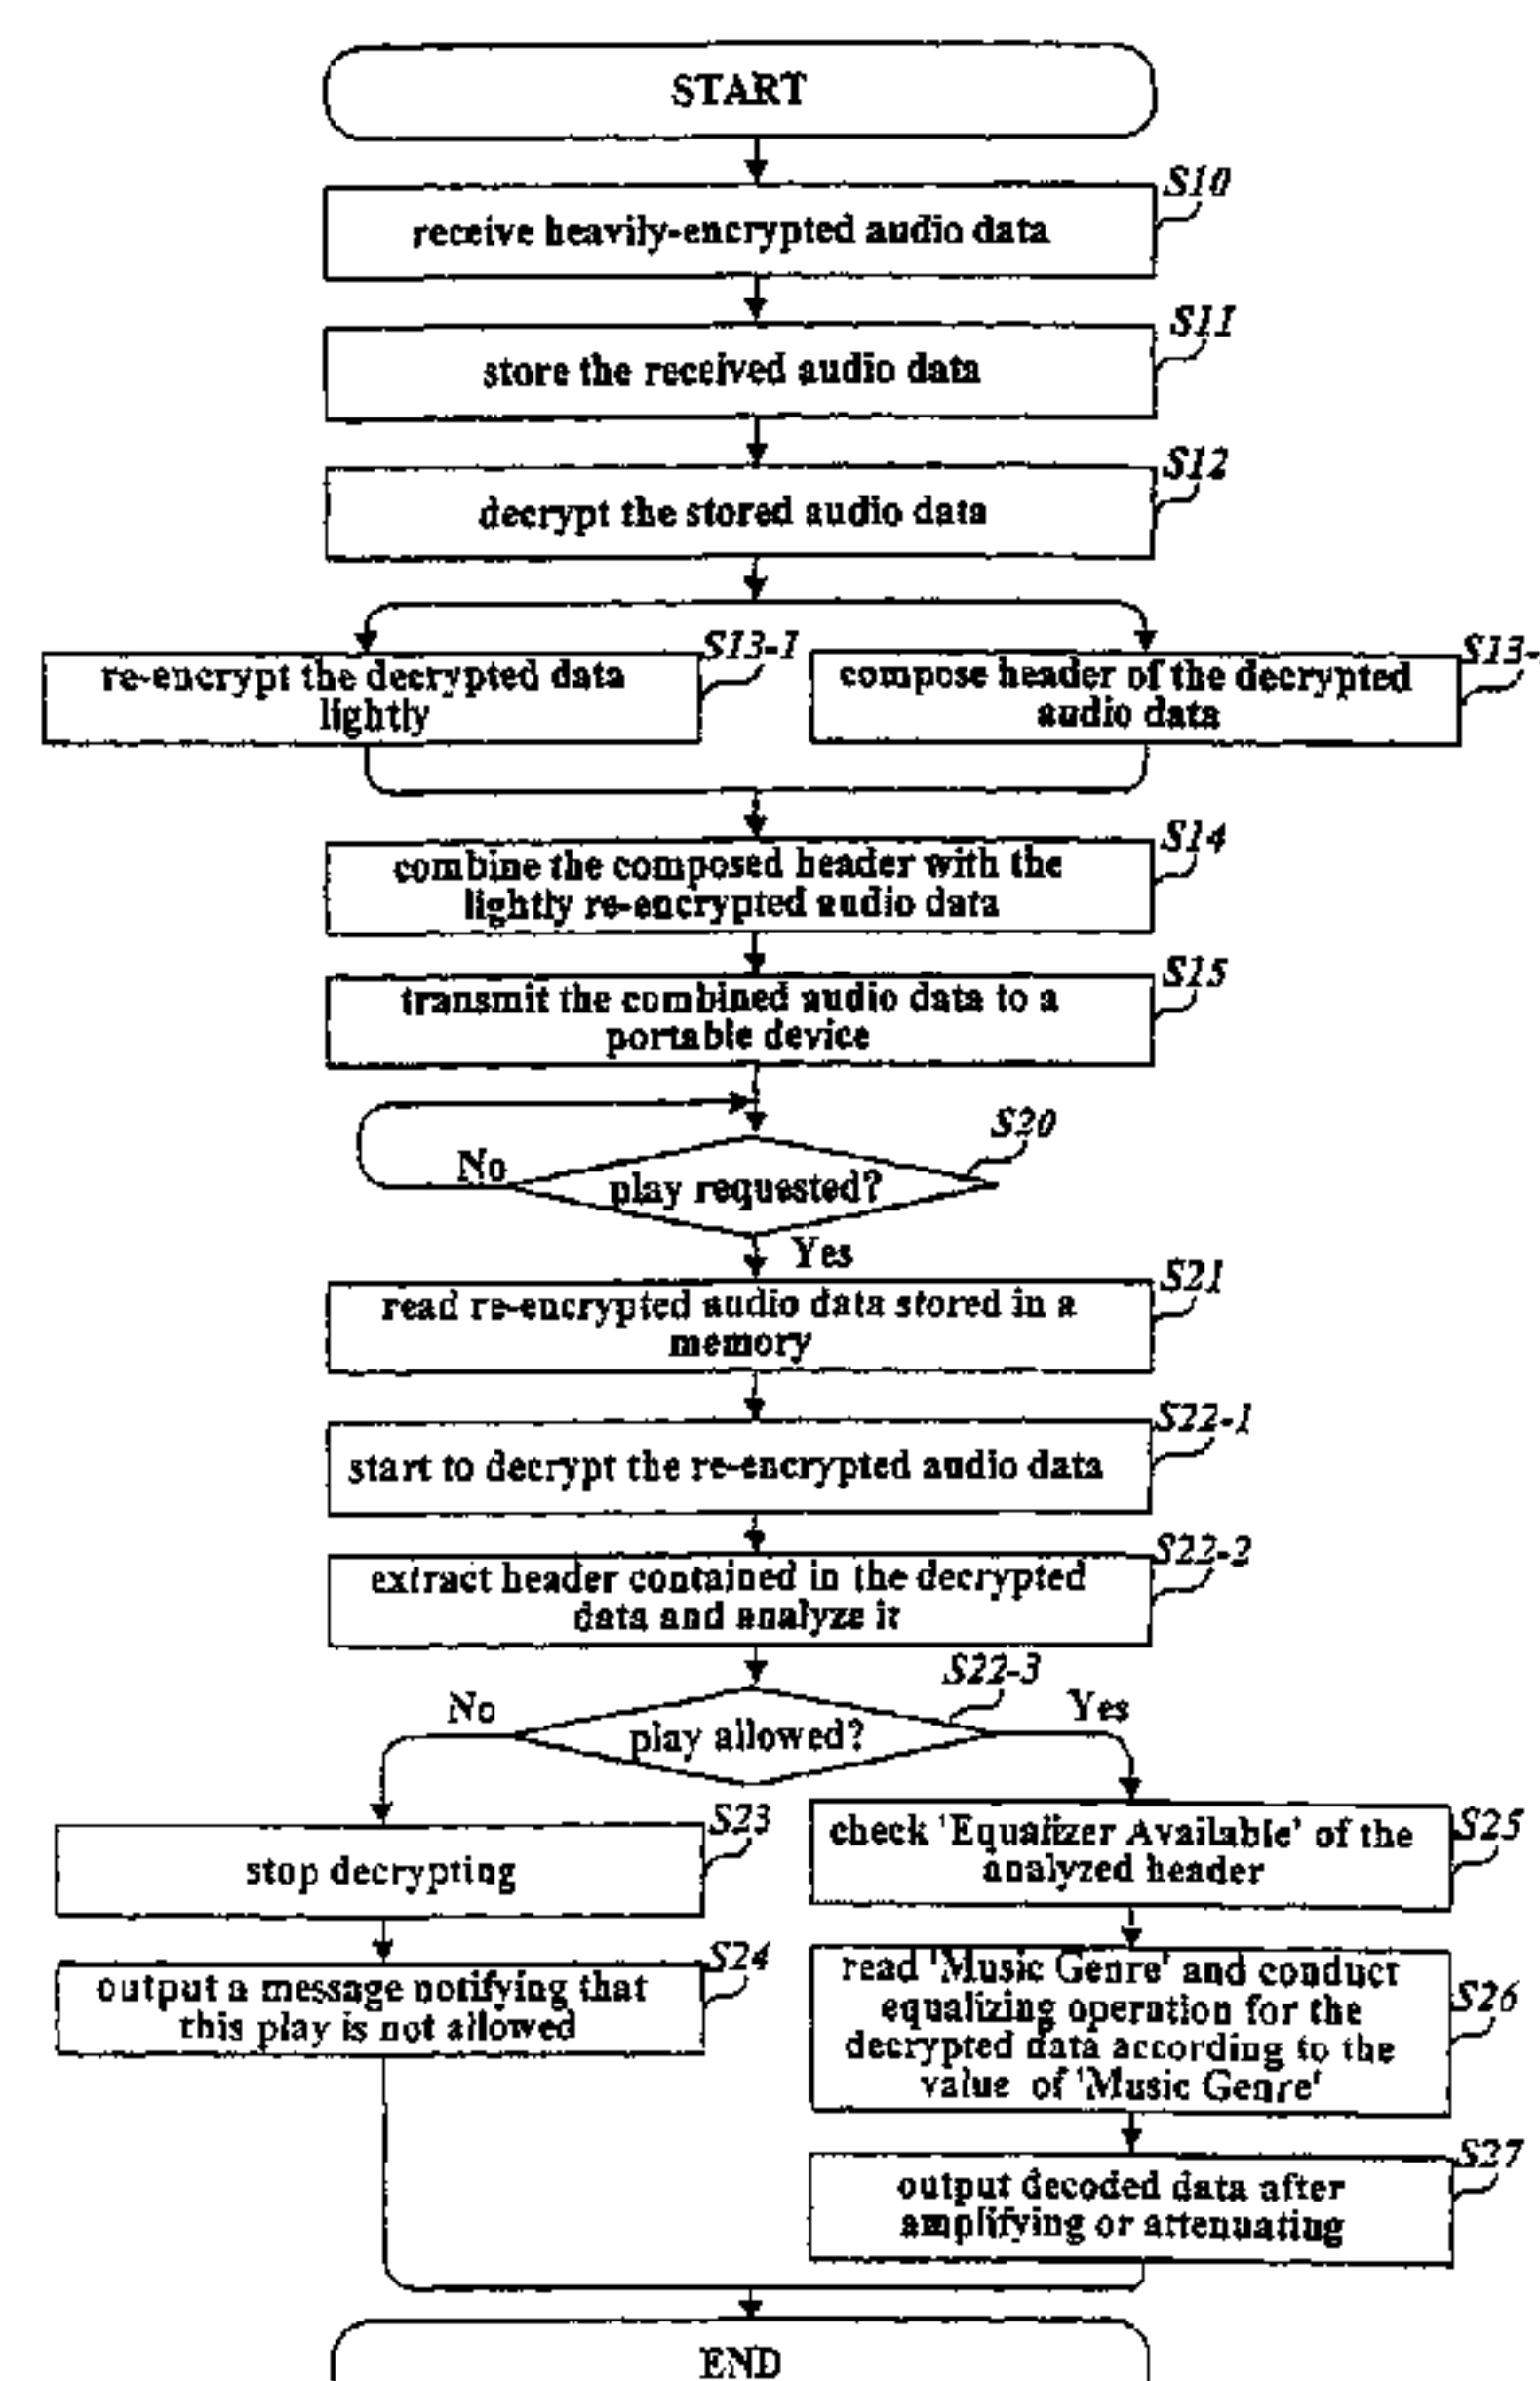 START
S10
receive heavily-encrypted audio data
S11
store the received audio data
S12
decrypt the stored audio data
S13-1
re-encrypt the decrypted data
lightly
S13-
compose header of the decrypted
audio data
S14
combine the composed header with the
lightly re-encrypted audio data
S15
transmit the combined audio data to a
portable device
S20
No
play requested?
Yes
S21
read re-encrypted audio data stored in a
memory
S22-1
start to decrypt the re-encrypted audio data
S22-2
extract header contained in the decrypted
data and analyze it
S22-3
No
play allowed?
Yes
S23
stop decrypting
S24
output a message notifying that
this play is not allowed
S25
check 'Equalizer Available' of the
analyzed header
S26
read 'Music Genre' and conduct
equalizing operation for the
decrypted data according to the
value of 'Music Genre'
S27
output decoded data after
amplifying or attenuating
END